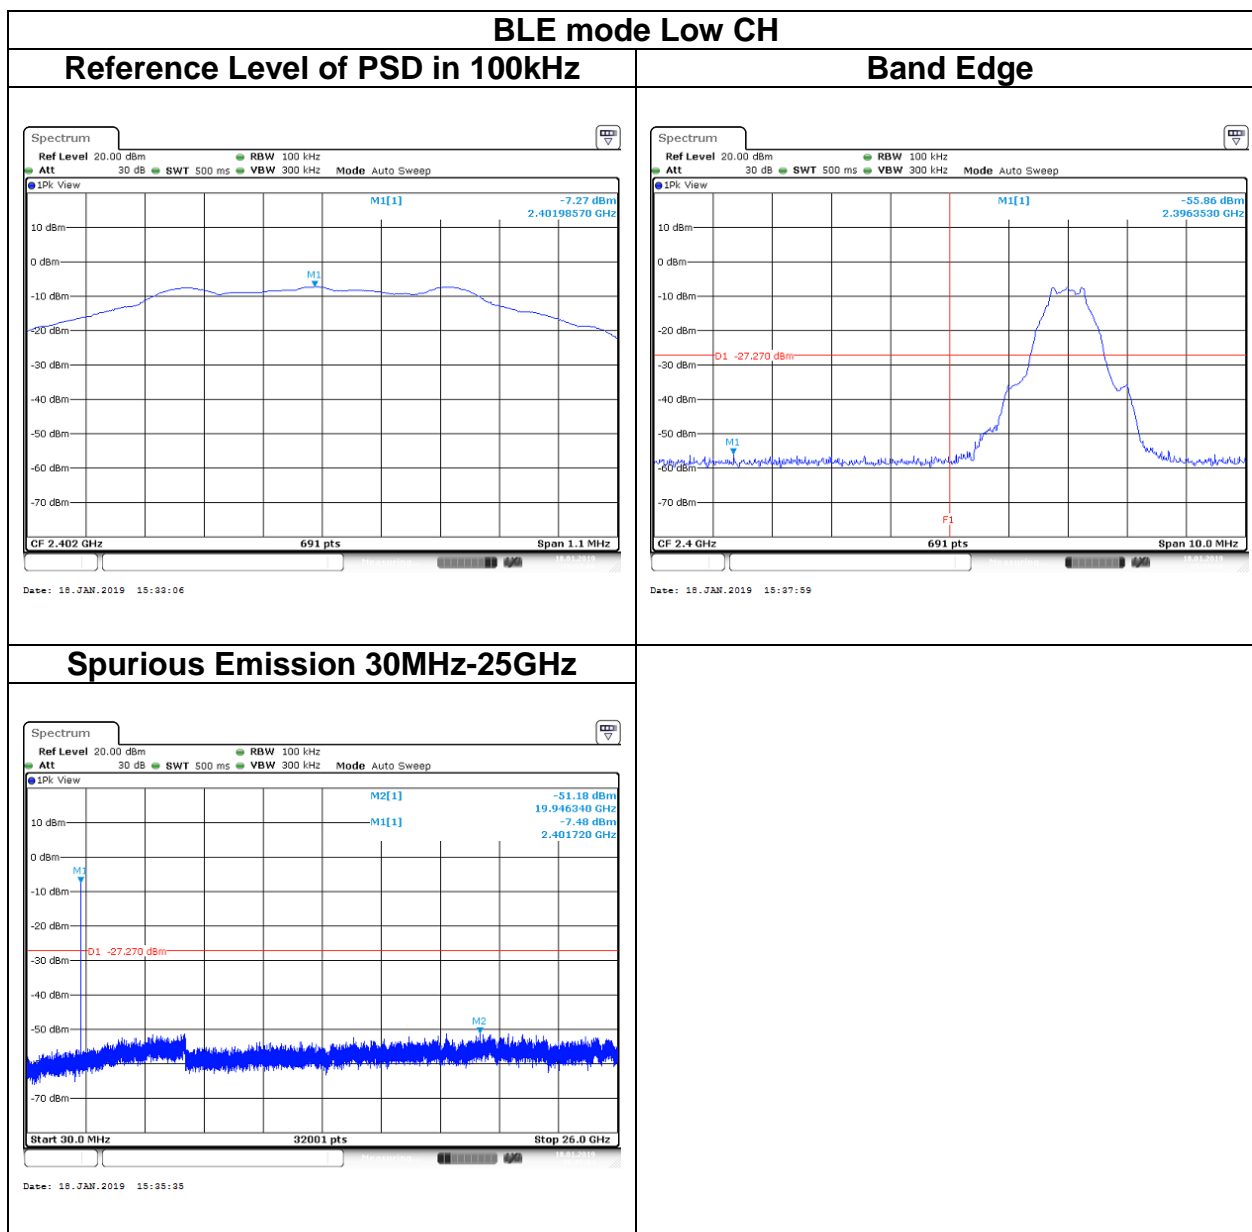 BLE mode Low CH
Reference Level of PSD in 100kHz
Band Edge
Spectrum
Ref Level 20.00 dBm RBW 100 kHz
Att 30 dB SWT 500 ms VBW 300 kHz Mode Auto Sweep
1Pk View
M1[1] -7.27 dBm
2.40198570 GHz
10 dBm
0 dBm
M1
-10 dBm
-20 dBm
-30 dBm
-40 dBm
-50 dBm
-60 dBm
-70 dBm
CF 2.402 GHz 691 pts Span 1.1 MHz
Measuring... 18.01.2019
Date: 18.JAN.2019 15:33:06
Spectrum
Ref Level 20.00 dBm RBW 100 kHz
Att 30 dB SWT 500 ms VBW 300 kHz Mode Auto Sweep
1Pk View
M1[1] -55.86 dBm
2.3963530 GHz
10 dBm
0 dBm
-10 dBm
-20 dBm
D1 -27.270 dBm
-30 dBm
-40 dBm
-50 dBm
M1
-60 dBm
-70 dBm
F1
CF 2.4 GHz 691 pts Span 10.0 MHz
Measuring... 18.01.2019
Date: 18.JAN.2019 15:37:59
Spurious Emission 30MHz-25GHz
Spectrum
Ref Level 20.00 dBm RBW 100 kHz
Att 30 dB SWT 500 ms VBW 300 kHz Mode Auto Sweep
1Pk View
M2[1] -51.18 dBm
19.946340 GHz
10 dBm M1[1] -7.48 dBm
2.401720 GHz
0 dBm
M1
-10 dBm
-20 dBm
D1 -27.270 dBm
-30 dBm
-40 dBm
-50 dBm
M2
-70 dBm
Start 30.0 MHz 32001 pts Stop 26.0 GHz
Measuring... 18.01.2019
Date: 18.JAN.2019 15:35:35